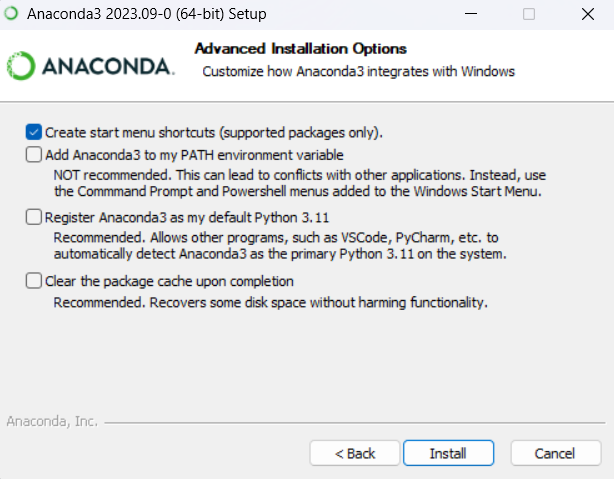 Anaconda3 2023.09-0 (64-bit) Setup
Advanced Installation Options
Customize how Anaconda3 integrates with Windows
ANACONDA.
Create start menu shortcuts (supported packages only).
Add Anaconda3 to my PATH environment variable
NOT recommended. This can lead to conflicts with other applications. Instead, use
the Commmand Prompt and Powershell menus added to the Windows Start Menu.
Register Anaconda3 as my default Python 3.11
Recommended. Allows other programs, such as VSCode, PyCharm, etc. to
automatically detect Anaconda3 as the primary Python 3.11 on the system.
Clear the package cache upon completion
Recommended. Recovers some disk space without harming functionality.
Anaconda, Inc.
< Back
Install
Cancel